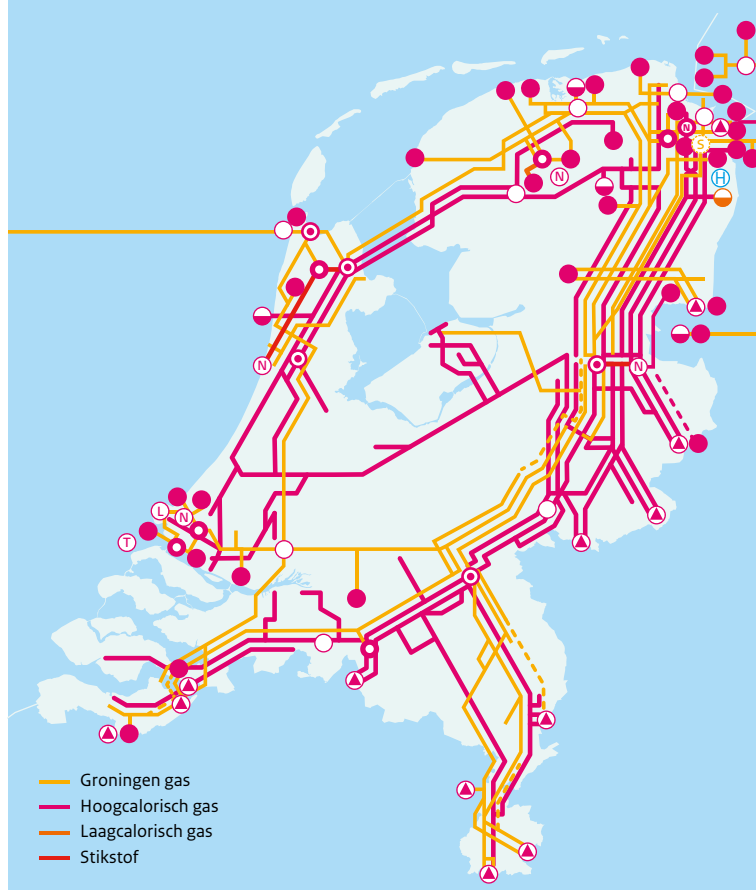 N
S
N
H
N
N
L
N
T
Groningen gas
Hoogcalorisch gas
Laagcalorisch gas
Stikstof